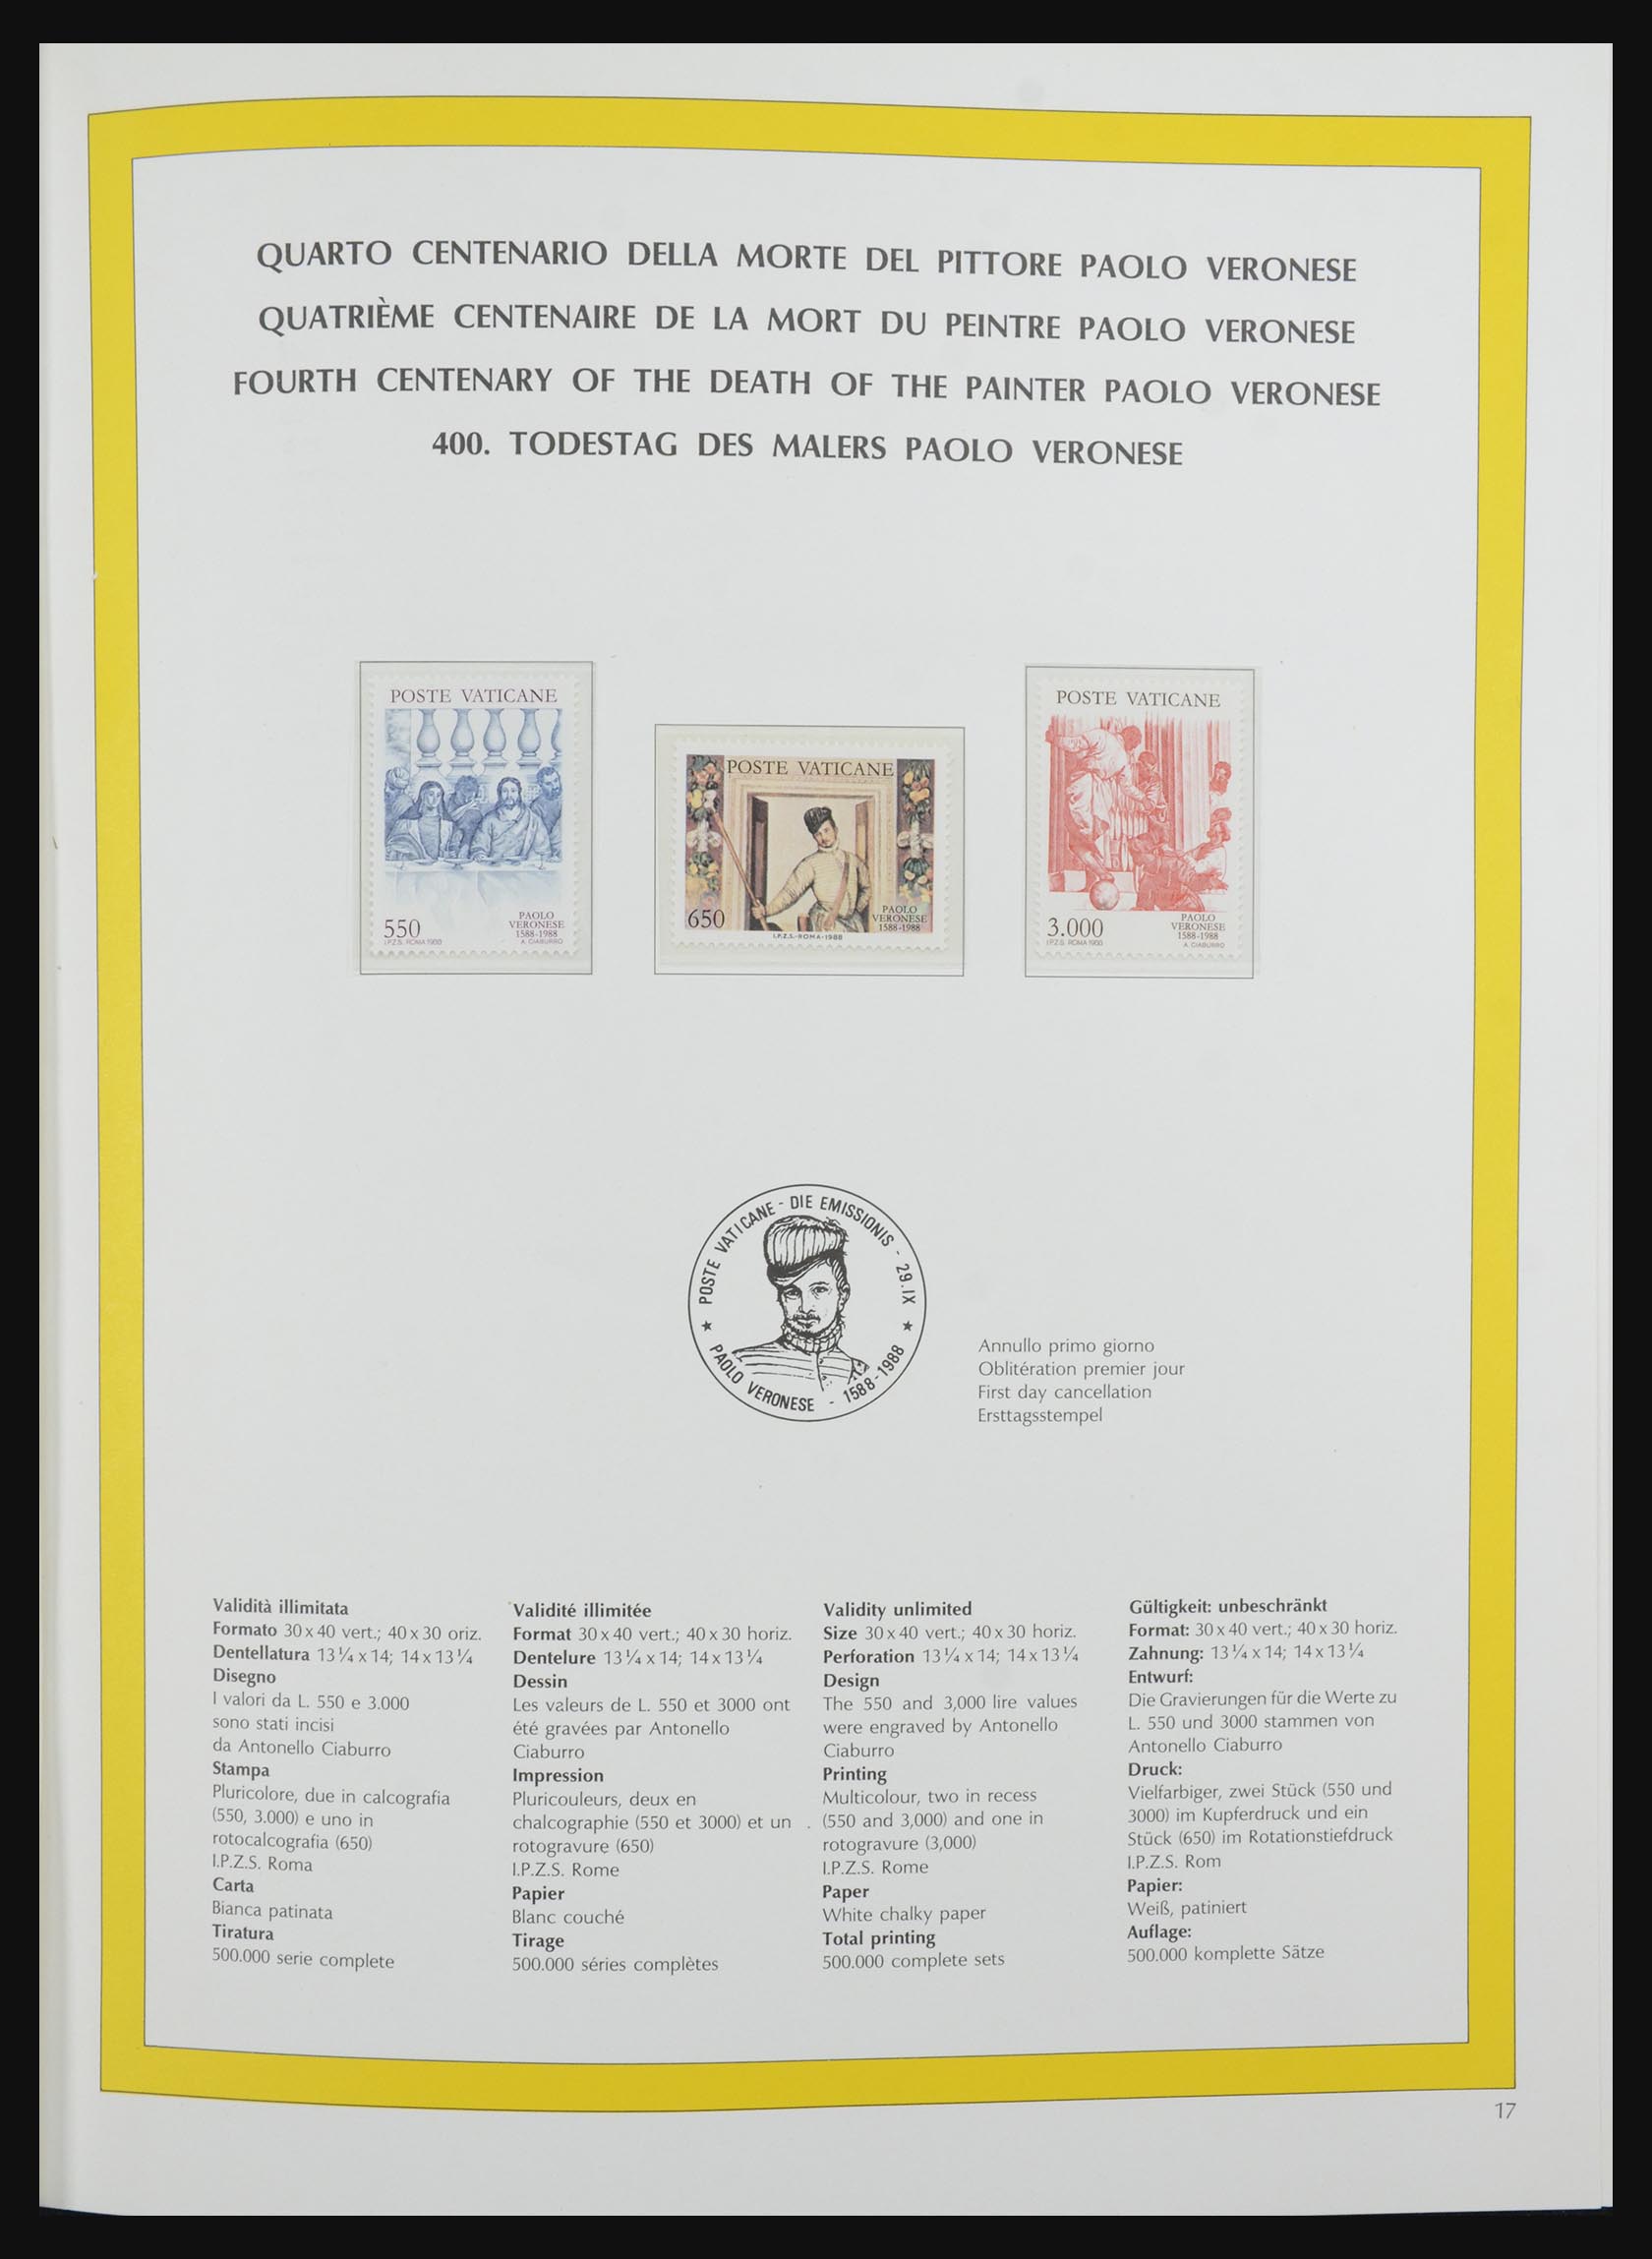 QUARTO CENTENARIO DELLA MORTE DEL PITTORE PAOLO VERONESE
QUATRIÈME CENTENAIRE DE LA MORT DU PEINTRE PAOLO VERONESE
FOURTH CENTENARY OF THE DEATH OF THE PAINTER PAOLO VERONESE
400. TODESTAG DES MALERS PAOLO VERONESE
POSTE VATICANE
550
I.P.Z.S. ROMA 1988
PAOLO
VERONESE
1588-1988
A. CIABURRO
POSTE VATICANE
650
PAOLO
VERONESE
1588-1988
I.P.Z.S.-ROMA-1988
POSTE VATICANE
3.000
I.P.Z.S. ROMA 1988
PAOLO
VERONESE
1588-1988
A. CIABURRO
POSTE VATICANE - DIE EMISSIONIS - 29.IX
PAOLO VERONESE - 1588-1988
Annullo primo giorno
Oblitération premier jour
First day cancellation
Ersttagsstempel
Validità illimitata
Formato 30 x 40 vert.; 40 x 30 oriz.
Dentellatura 13 ¼ x 14; 14 x 13 ¼
Disegno
I valori da L. 550 e 3.000
sono stati incisi
da Antonello Ciaburro
Stampa
Pluricolore, due in calcografia
(550, 3.000) e uno in
rotocalcografia (650)
I.P.Z.S. Roma
Carta
Bianca patinata
Tiratura
500.000 serie complete
Validité illimitée
Format 30 x 40 vert.; 40 x 30 horiz.
Dentelure 13 ¼ x 14; 14 x 13 ¼
Dessin
Les valeurs de L. 550 et 3000 ont
été gravées par Antonello
Ciaburro
Impression
Pluricouleurs, deux en
chalcographie (550 et 3000) et un
rotogravure (650)
I.P.Z.S. Rome
Papier
Blanc couché
Tirage
500.000 séries complètes
Validity unlimited
Size 30 x 40 vert.; 40 x 30 horiz.
Perforation 13 ¼ x 14; 14 x 13 ¼
Design
The 550 and 3,000 lire values
were engraved by Antonello
Ciaburro
Printing
Multicolour, two in recess
(550 and 3,000) and one in
rotogravure (3,000)
I.P.Z.S. Rome
Paper
White chalky paper
Total printing
500.000 complete sets
Gültigkeit: unbeschränkt
Format: 30 x 40 vert.; 40 x 30 horiz.
Zahnung: 13 ¼ x 14; 14 x 13 ¼
Entwurf:
Die Gravierungen für die Werte zu
L. 550 und 3000 stammen von
Antonello Ciaburro
Druck:
Vielfarbiger, zwei Stück (550 und
3000) im Kupferdruck und ein
Stück (650) im Rotationstiefdruck
I.P.Z.S. Rom
Papier:
Weiß, patiniert
Auflage:
500.000 komplette Sätze
17